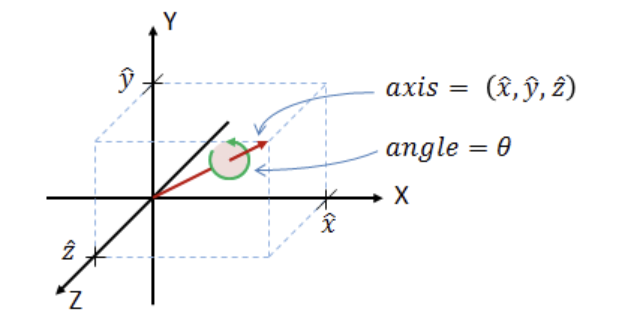 Y
ŷ
axis = (x̂, ŷ, ẑ)
angle = θ
X
x̂
ẑ
Z